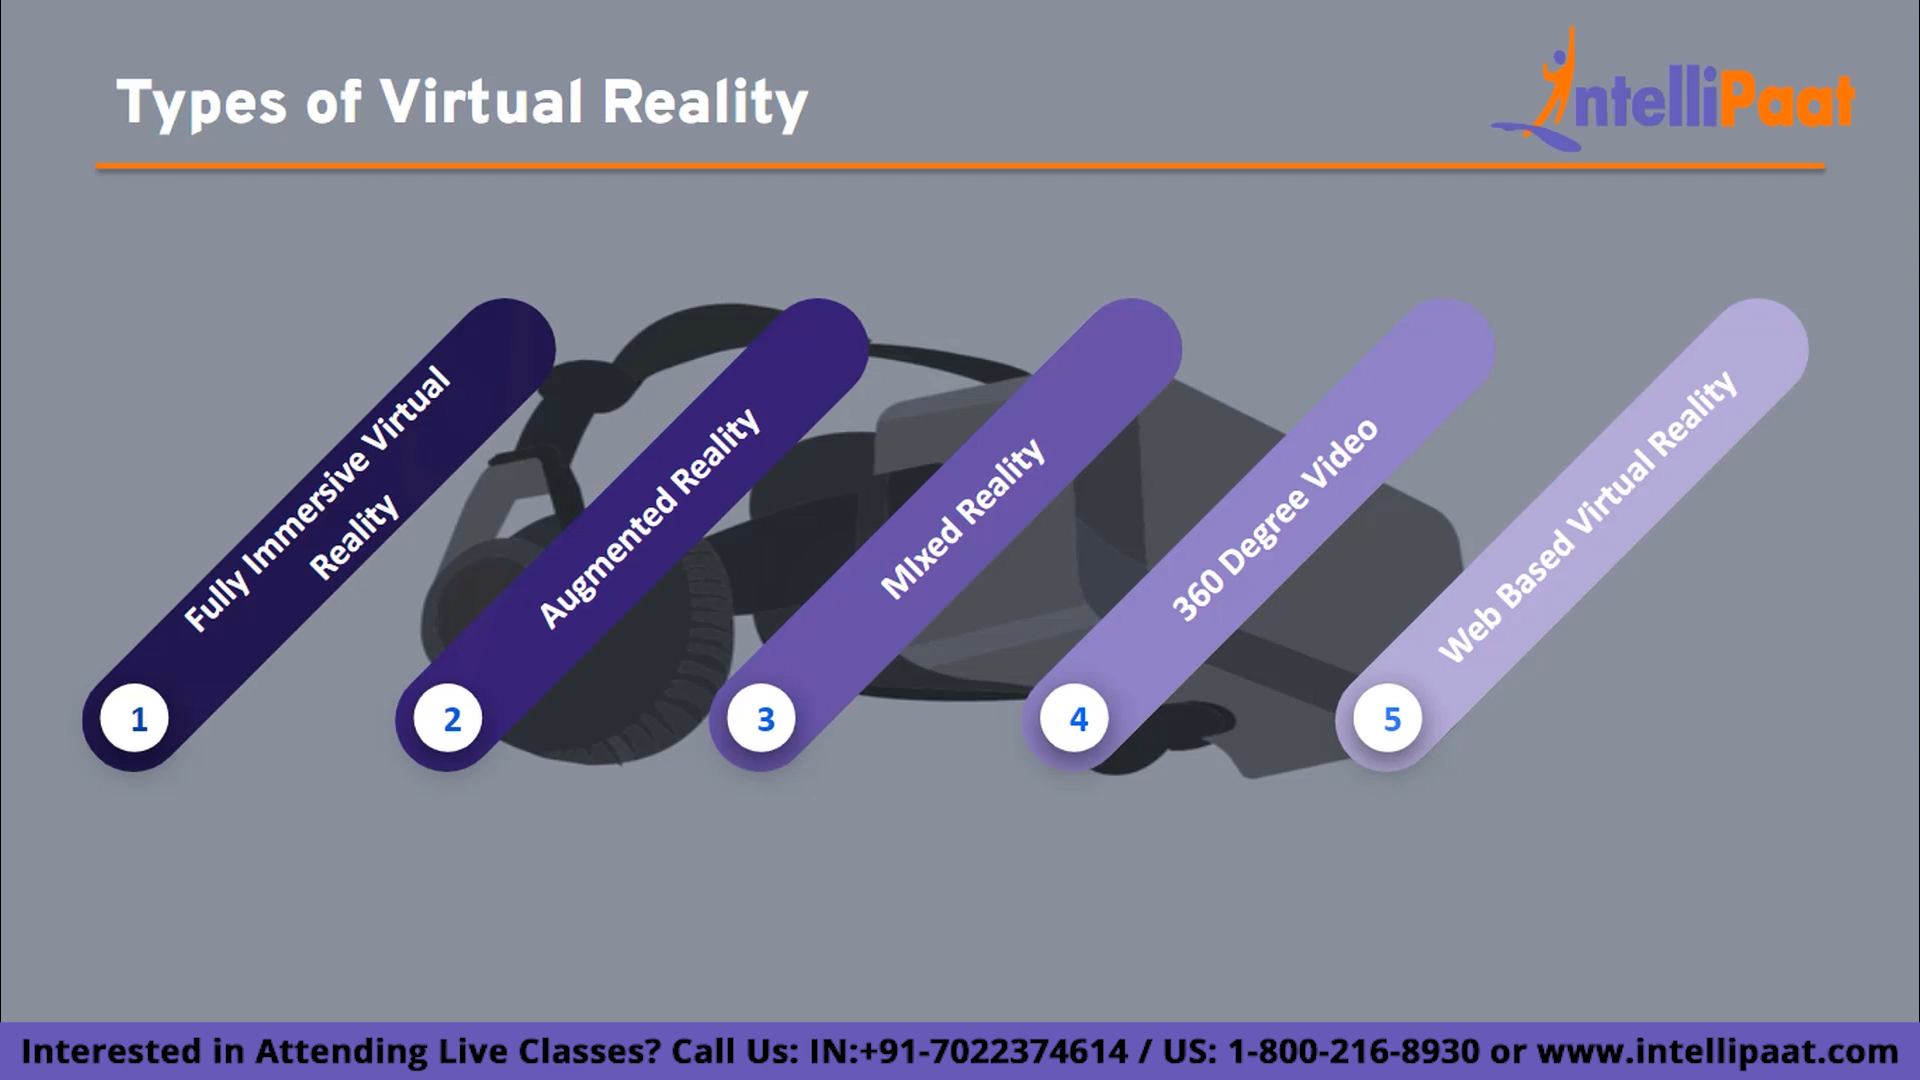 Types of Virtual Reality
IntelliPaat
Fully Immersive Virtual
Reality
Augmented Reality
MIxed Reality
360 Degree Video
Web Based Virtual Reality
1
2
3
4
5
Interested in Attending Live Classes? Call Us: IN:+91-7022374614 / US: 1-800-216-8930 or www.intellipaat.com